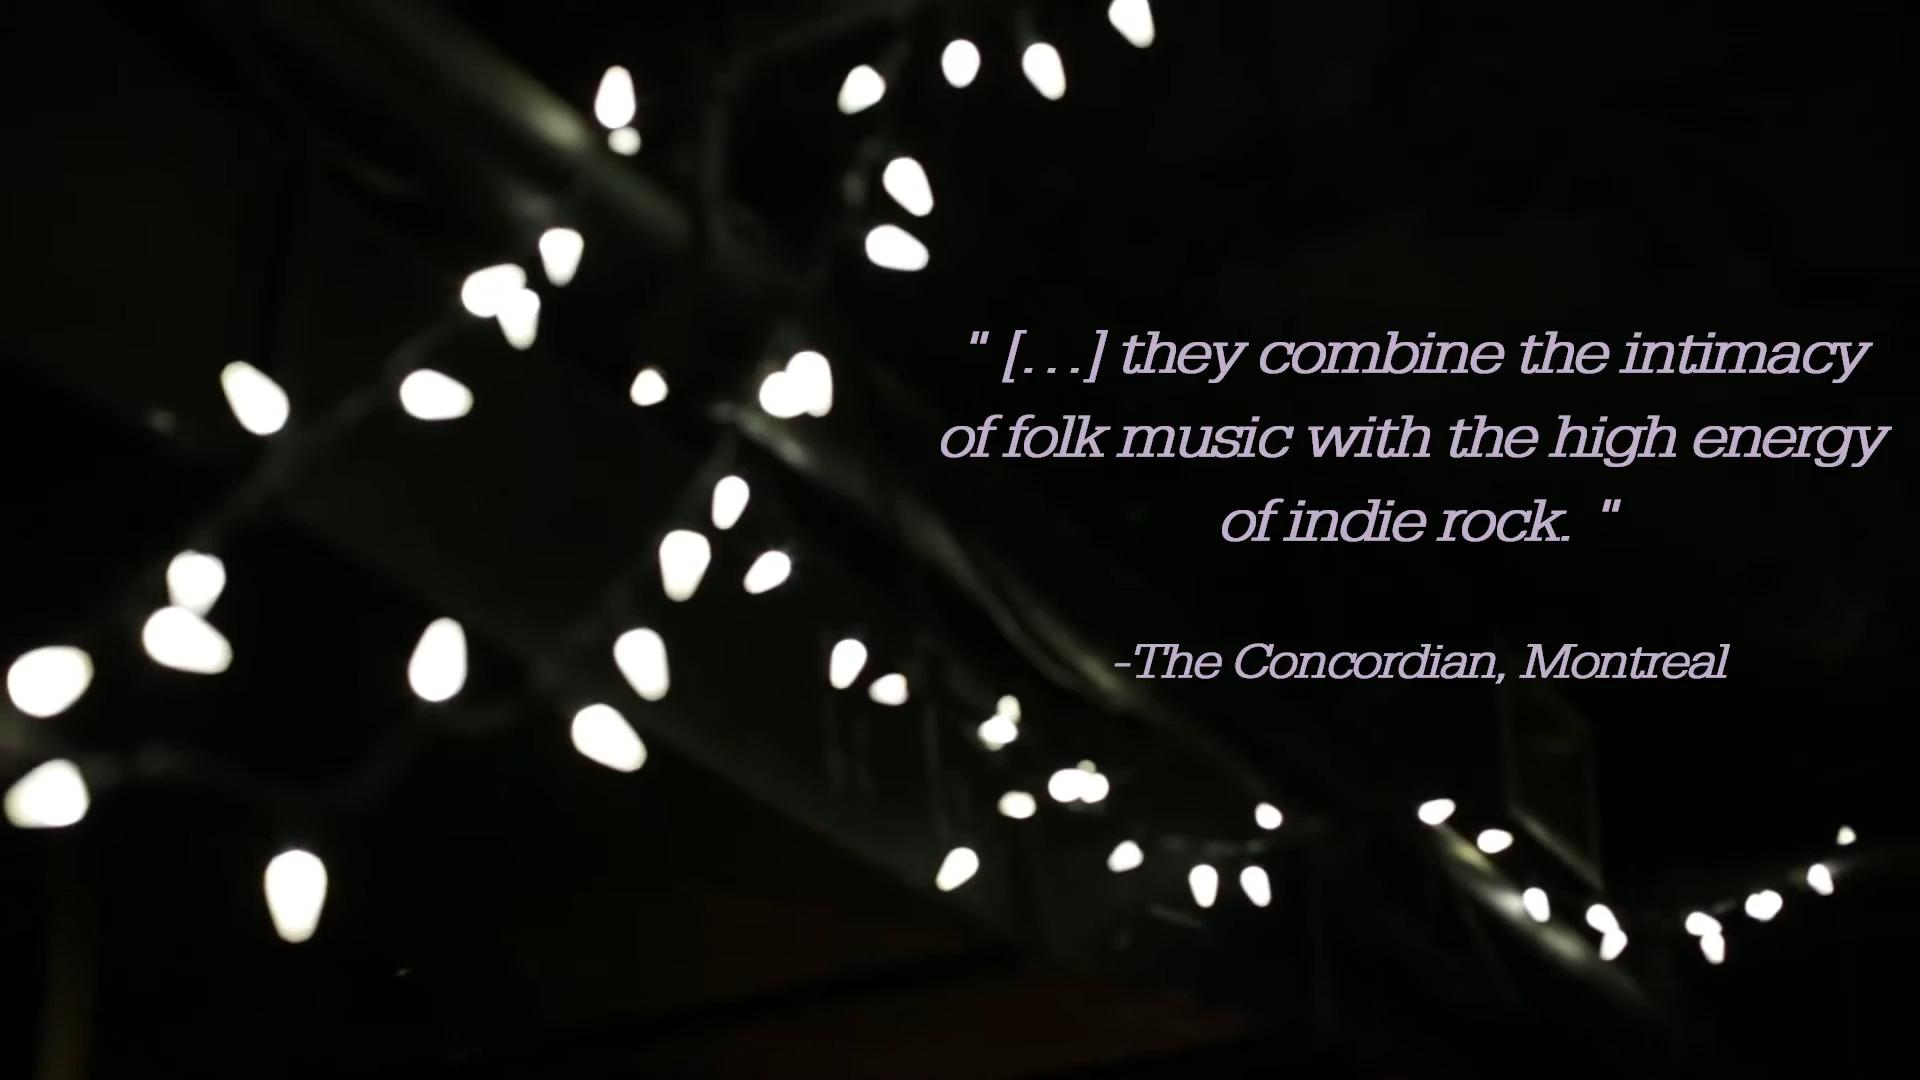 " [...] they combine the intimacy
of folk music with the high energy
of indie rock. "
-The Concordian, Montreal